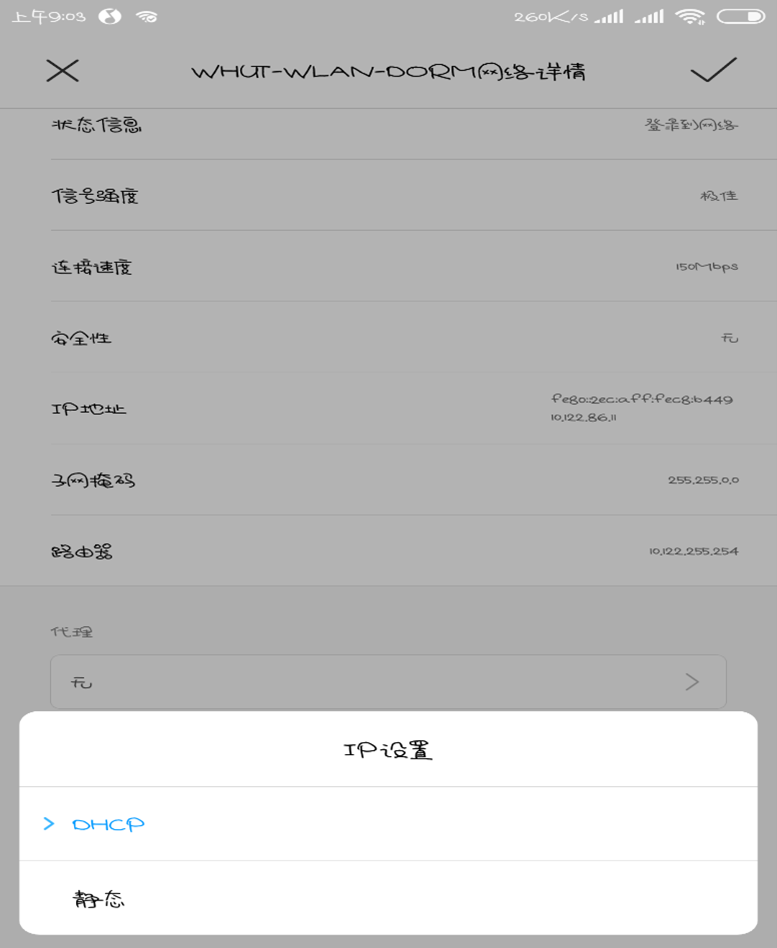 上午9:03
260K/s
WHUT-WLAN-DORM网络详情
状态信息 登录到网络
信号强度 极佳
连接速度 150Mbps
安全性 无
IP地址 fe80::2ec:aff:fec8:b449
10.122.86.11
子网掩码 255.255.0.0
路由器 10.122.255.254
代理
无
IP设置
DHCP
静态